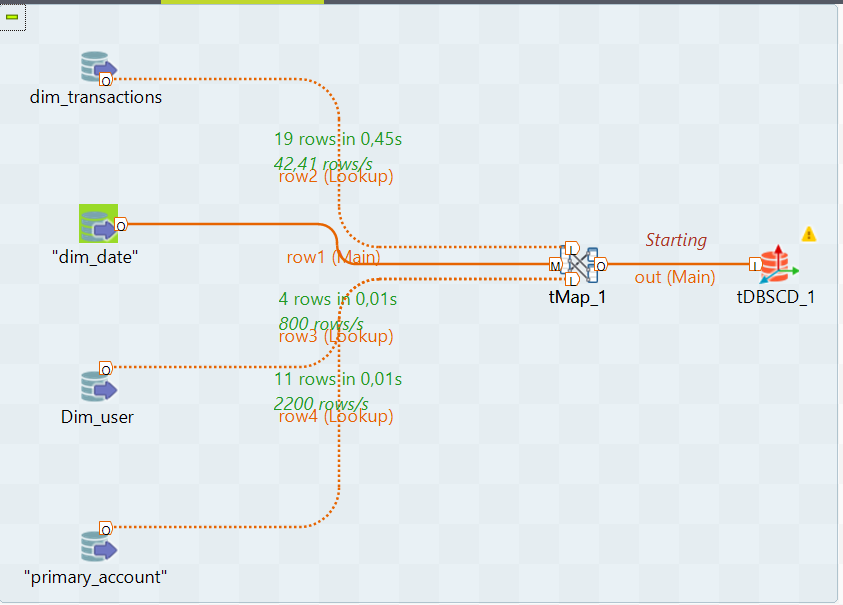 dim_transactions
19 rows in 0,45s
42,41 rows/s
row2 (Lookup)
"dim_date"
row1 (Main)
Starting
out (Main)
tMap_1
tDBSCD_1
4 rows in 0,01s
800 rows/s
row3 (Lookup)
Dim_user
11 rows in 0,01s
2200 rows/s
row4 (Lookup)
"primary_account"
O
O
O
O
M
L
L
O
I